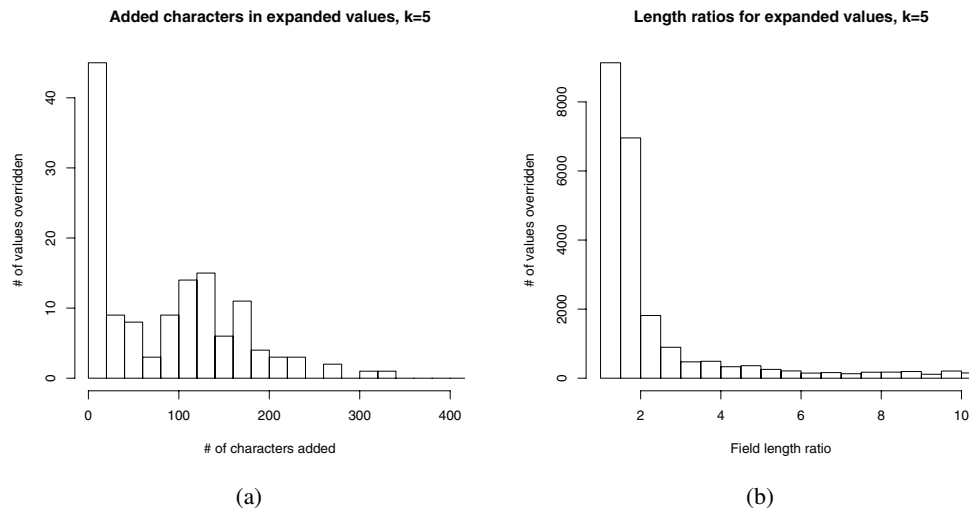 Added characters in expanded values, k=5
# of values overridden
0 10 20 30 40
0 100 200 300 400
# of characters added
(a)
Length ratios for expanded values, k=5
# of values overridden
0 2000 4000 6000 8000
2 4 6 8 10
Field length ratio
(b)